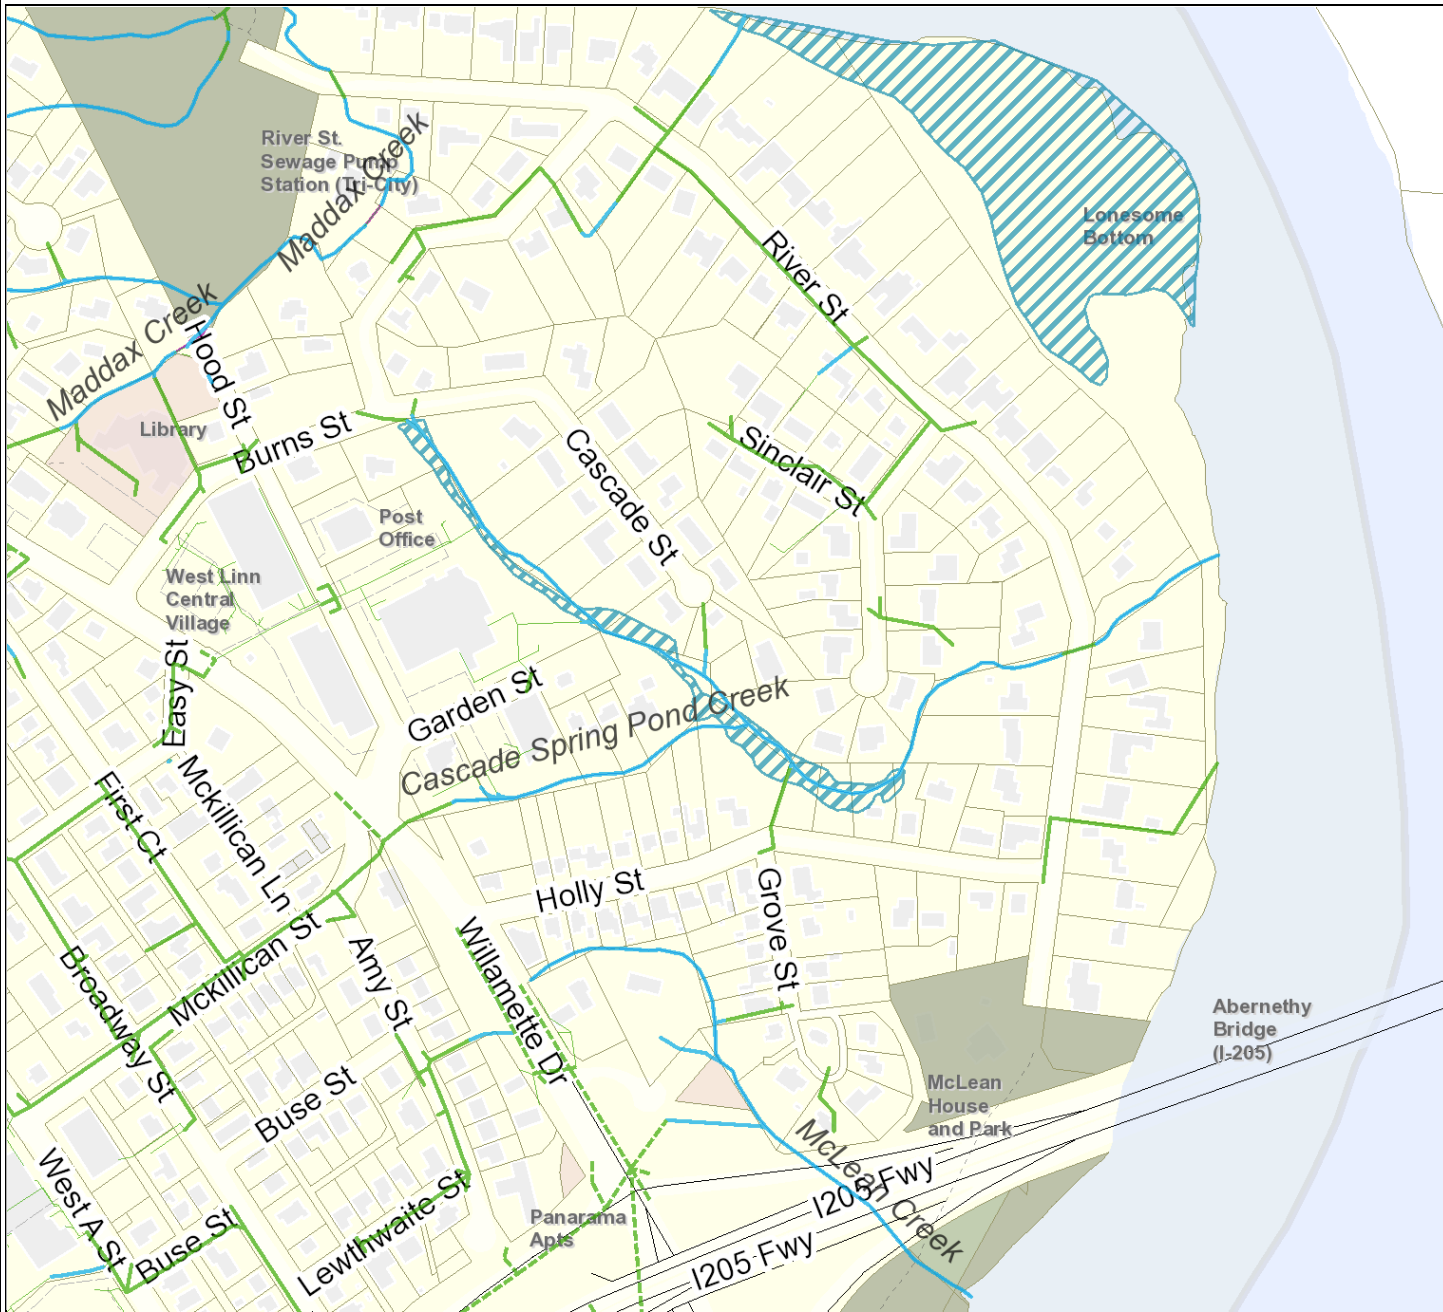 River St.
Sewage Pump
Station (Tri-City)
Maddax Creek
Lonesome
Bottom
River St
Maddax Creek
Hood St
Library
Burns St
Cascade St
Sinclair St
Post
Office
West Linn
Central
Village
Easy St
Garden St
Cascade Spring Pond Creek
Mckillican Ln
First Ct
Holly St
Grove St
Willamette Dr
Mckillican St
Amy St
Broadway St
Abernethy
Bridge
(I-205)
McLean
House
and Park
Buse St
McLean Creek
West A St
Buse St
Lewthwaite St
Panarama
Apts
I205 Fwy
I205 Fwy